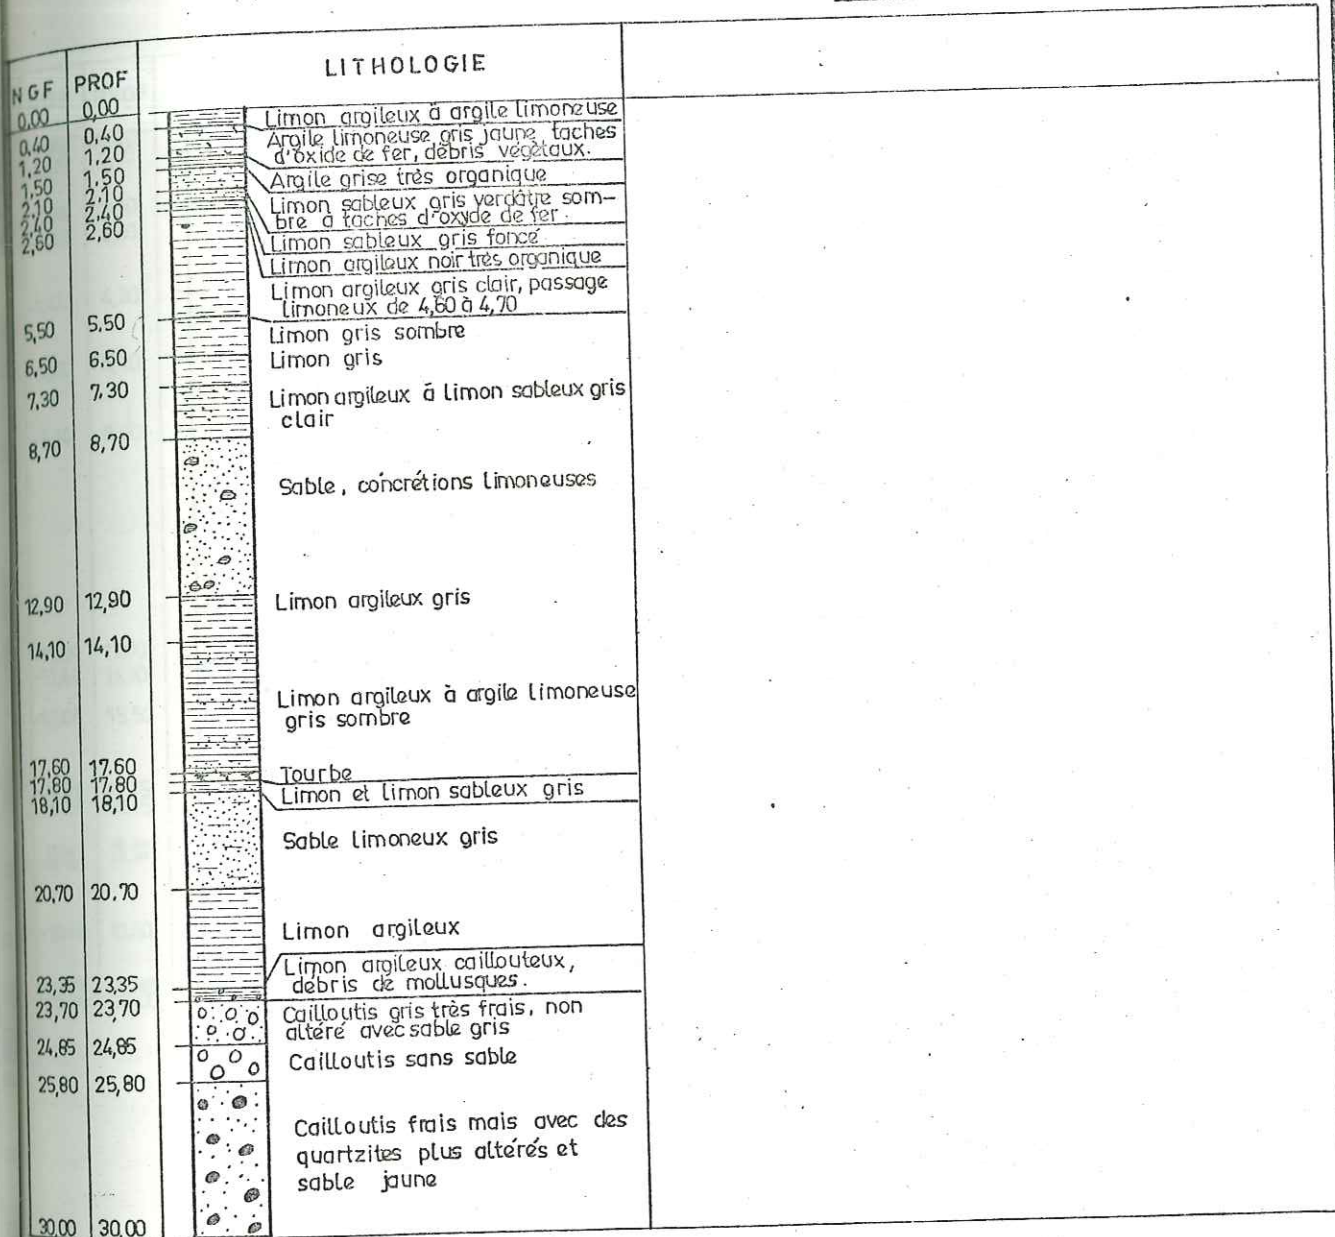 LITHOLOGIE
NGF PROF
0,00 0,00
Limon argileux à argile limoneuse
0,40 0,40
Argile limoneuse gris jaune, taches
d'oxide de fer, débris végétaux.
1,20 1,20
Argile grise très organique
1,50 1,50
Limon sableux gris verdâtre som-
bre à taches d'oxyde de fer.
2,10 2,10
Limon sableux gris foncé
2,40 2,40
Limon argileux noir très organique
2,60 2,60
Limon argileux gris clair, passage
limoneux de 4,60 à 4,70
5,50 5,50
Limon gris sombre
6,50 6,50
Limon gris
7,30 7,30
Limon argileux à limon sableux gris
clair
8,70 8,70
Sable, concrétions limoneuses
12,90 12,90
Limon argileux gris
14,10 14,10
Limon argileux à argile limoneuse
gris sombre
17,60 17,60
Tourbe
17,80 17,80
Limon et limon sableux gris
18,10 18,10
Sable limoneux gris
20,70 20,70
Limon argileux
Limon argileux caillouteux,
débris de mollusques.
23,35 23,35
23,70 23,70
Cailloutis gris très frais, non
altéré avec sable gris
24,85 24,85
Cailloutis sans sable
25,80 25,80
Cailloutis frais mais avec des
quartzites plus altérés et
sable jaune
30,00 30,00